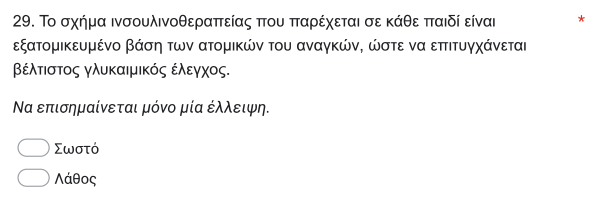 29. Το σχήμα ινσουλινοθεραπείας που παρέχεται σε κάθε παιδί είναι *
εξατομικευμένο βάση των ατομικών του αναγκών, ώστε να επιτυγχάνεται
βέλτιστος γλυκαιμικός έλεγχος.
Να επισημαίνεται μόνο μία έλλειψη.
Σωστό
Λάθος